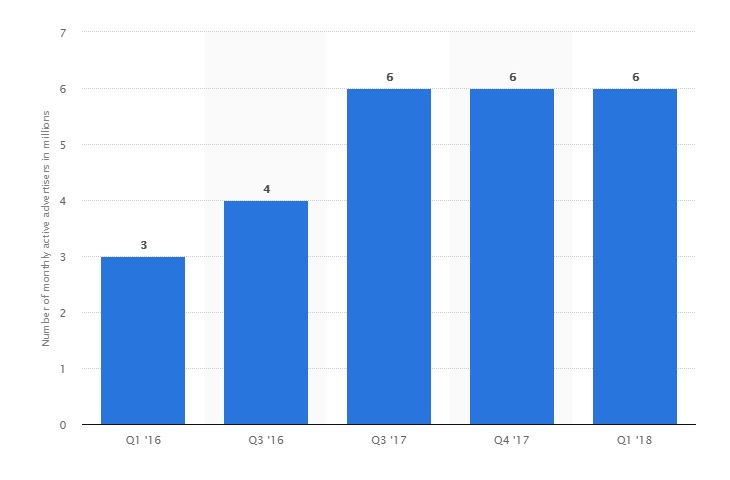 Number of monthly active advertisers in millions
7
6
5
4
3
2
1
0
3
4
6
6
6
Q1 '16
Q3 '16
Q3 '17
Q4 '17
Q1 '18